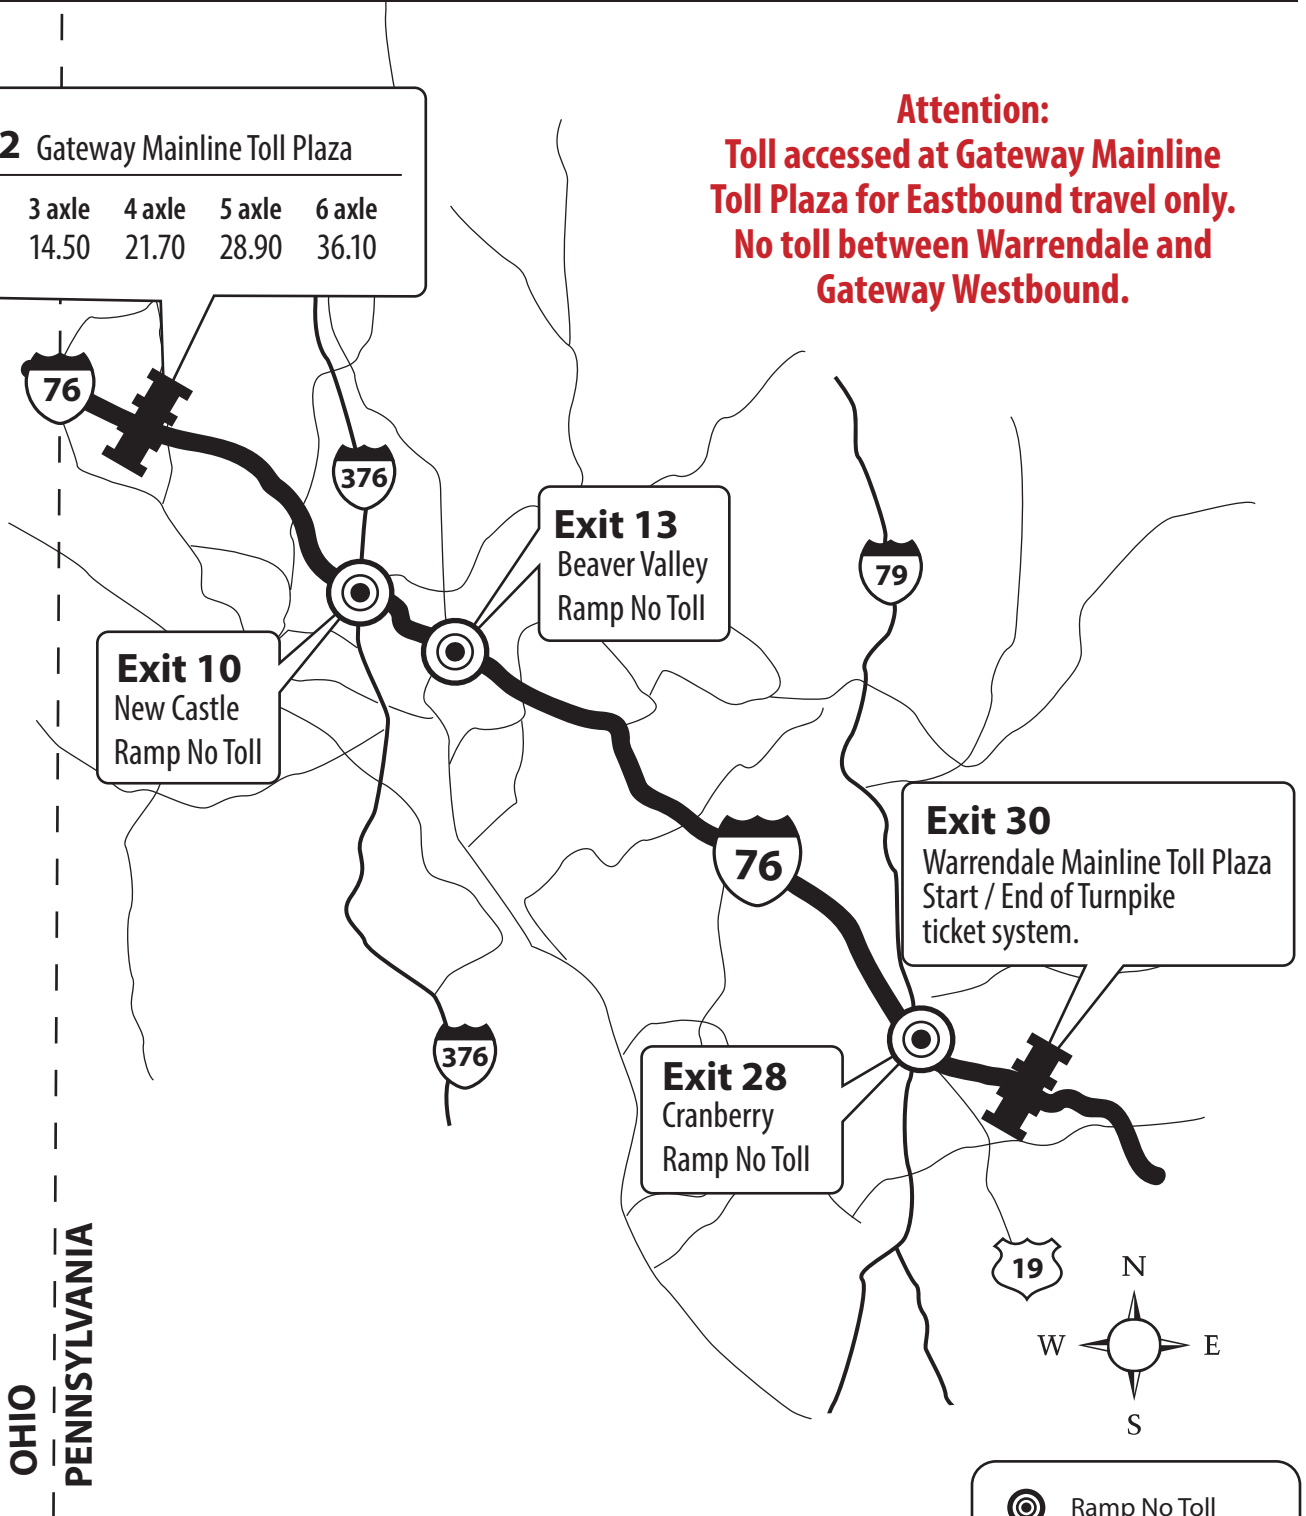 2 Gateway Mainline Toll Plaza
3 axle 4 axle 5 axle 6 axle
14.50 21.70 28.90 36.10
Attention:
Toll accessed at Gateway Mainline
Toll Plaza for Eastbound travel only.
No toll between Warrendale and
Gateway Westbound.
76
376
Exit 13
Beaver Valley
Ramp No Toll
79
Exit 10
New Castle
Ramp No Toll
76
Exit 30
Warrendale Mainline Toll Plaza
Start / End of Turnpike
ticket system.
376
Exit 28
Cranberry
Ramp No Toll
19
N
W E
S
OHIO
PENNSYLVANIA
Ramp No Toll